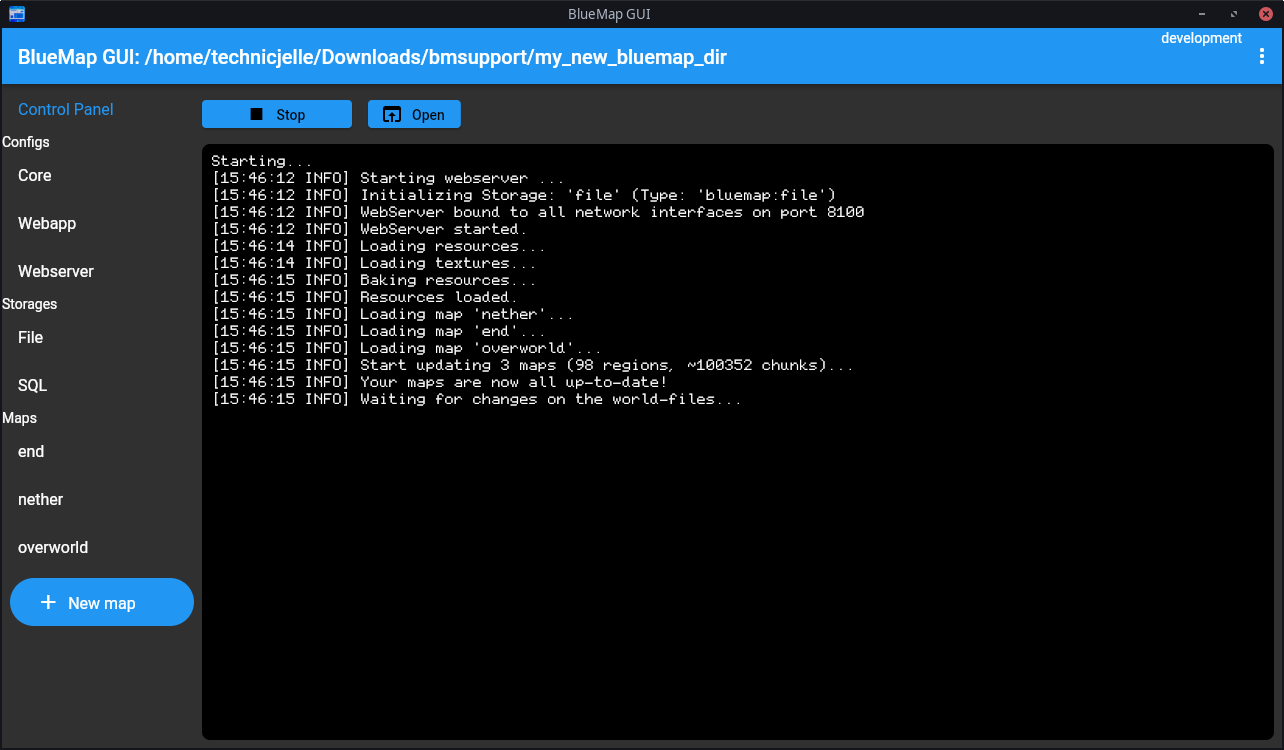 BlueMap GUI
development
BlueMap GUI: /home/technicjelle/Downloads/bmsupport/my_new_bluemap_dir
Control Panel
Configs
Core
Webapp
Webserver
Storages
File
SQL
Maps
end
nether
overworld
New map
Stop
Open
Starting...
[15:46:12 INFO] Starting webserver ...
[15:46:12 INFO] Initializing Storage: 'file' (Type: 'bluemap:file')
[15:46:12 INFO] WebServer bound to all network interfaces on port 8100
[15:46:12 INFO] WebServer started.
[15:46:14 INFO] Loading resources...
[15:46:14 INFO] Loading textures...
[15:46:15 INFO] Baking resources...
[15:46:15 INFO] Resources loaded.
[15:46:15 INFO] Loading map 'nether'...
[15:46:15 INFO] Loading map 'end'...
[15:46:15 INFO] Loading map 'overworld'...
[15:46:15 INFO] Start updating 3 maps (98 regions, ~100352 chunks)...
[15:46:15 INFO] Your maps are now all up-to-date!
[15:46:15 INFO] Waiting for changes on the world-files...